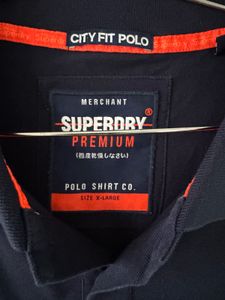 CITY FIT POLO
MERCHANT
SUPERDRY®
PREMIUM
(極度乾燥しなさい)
POLO SHIRT CO.
SIZE X-LARGE